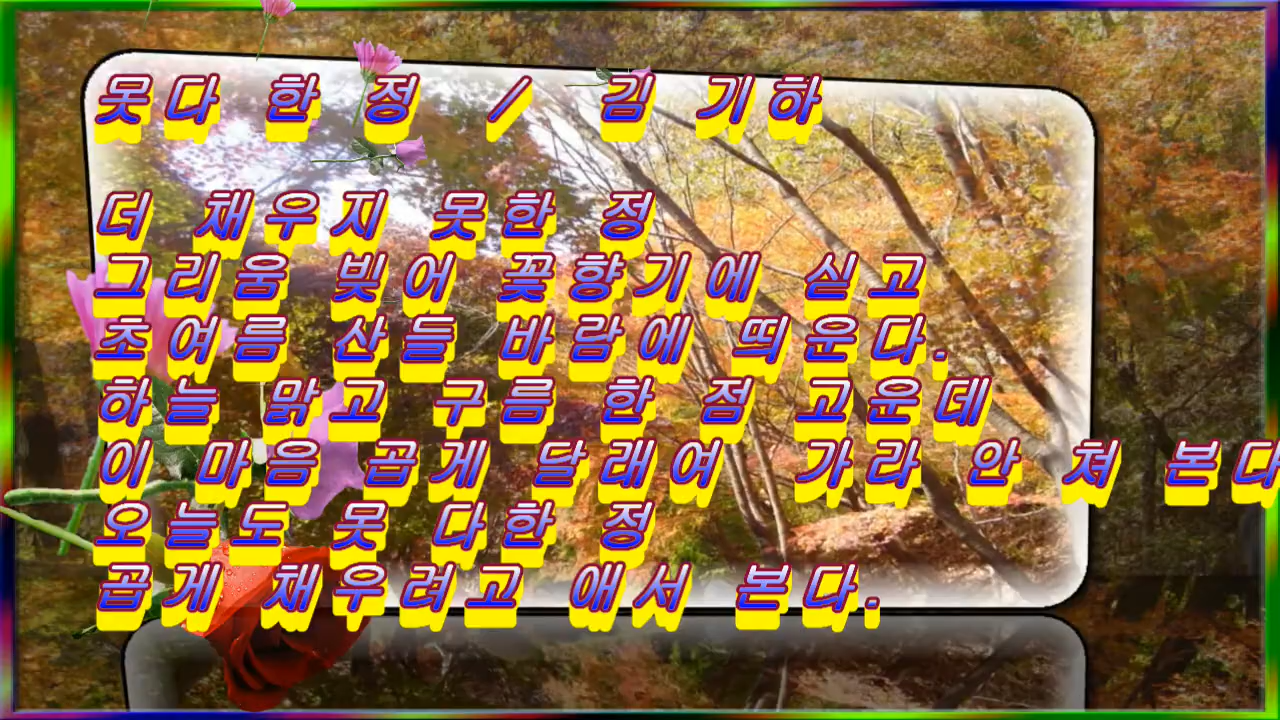 못다 한 정 / 김 기하
더 채우지 못한 정
그리움 빚어 꽃향기에 싣고
초여름 산들 바람에 띄운다.
하늘 맑고 구름 한 점 고운데
이 마음 곱게 달래여 가라 안 쳐 본다
오늘도 못 다한 정
곱게 채우려고 애서 본다.